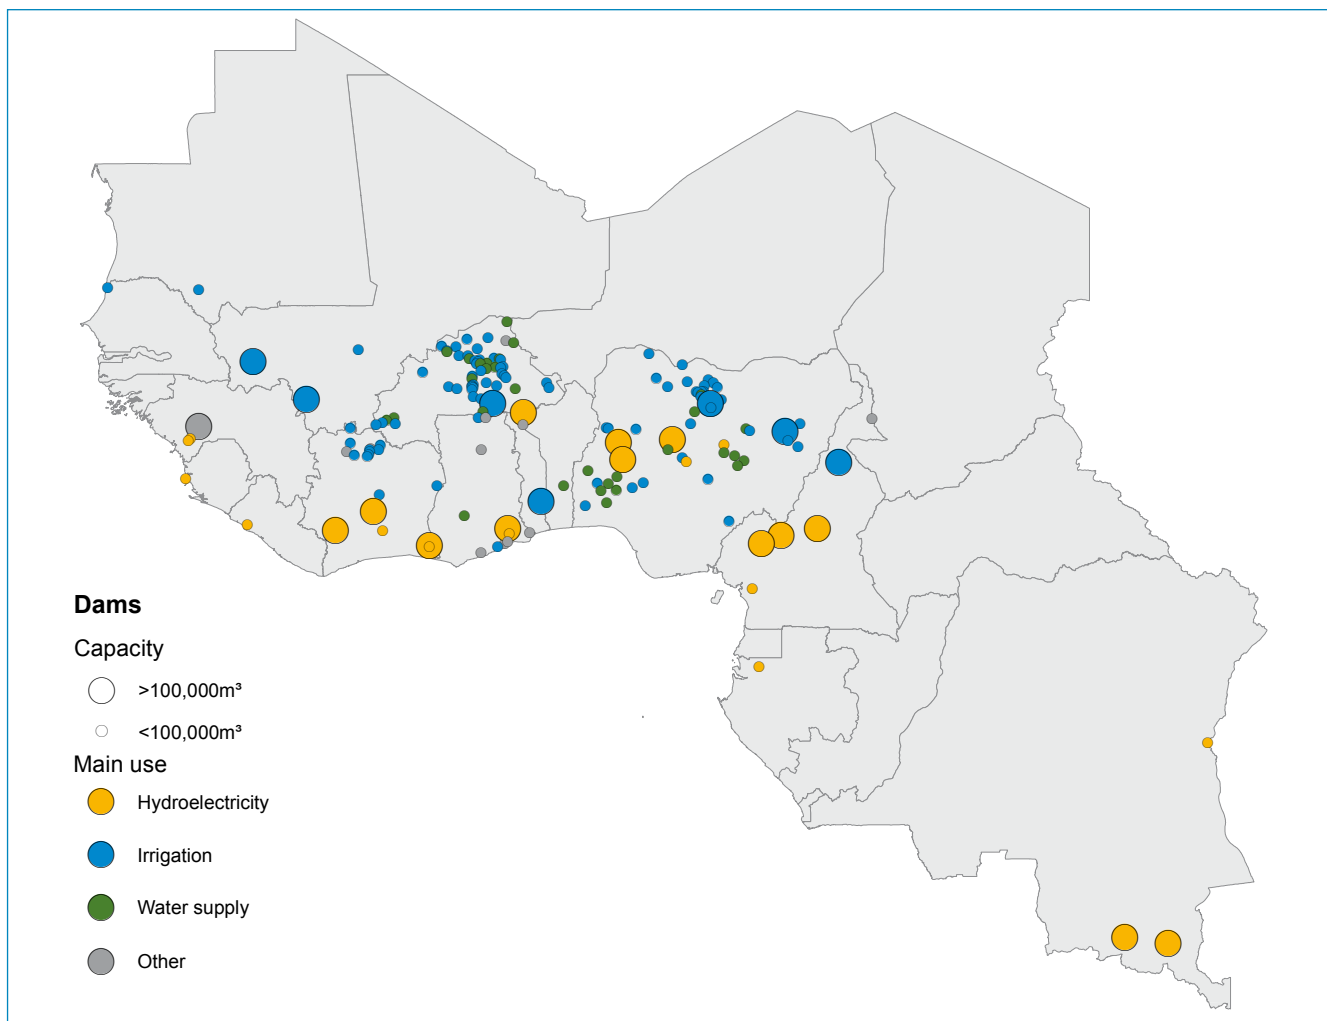 Dams
Capacity
>100,000m³
<100,000m³
Main use
Hydroelectricity
Irrigation
Water supply
Other